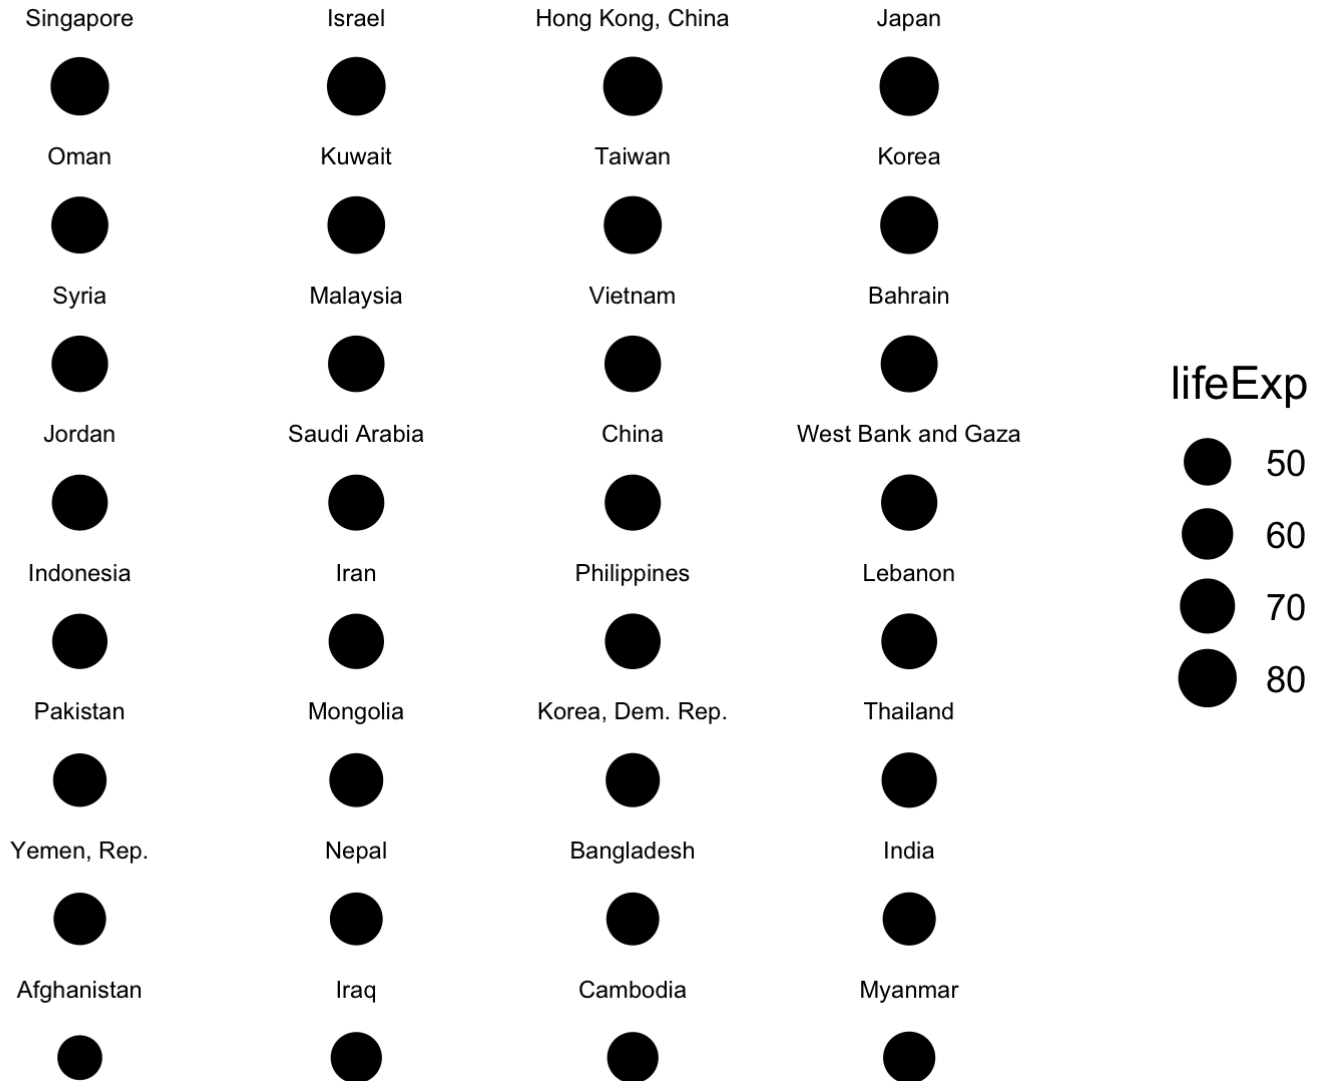 Singapore
Israel
Hong Kong, China
Japan
Oman
Kuwait
Taiwan
Korea
Syria
Malaysia
Vietnam
Bahrain
Jordan
Saudi Arabia
China
West Bank and Gaza
Indonesia
Iran
Philippines
Lebanon
Pakistan
Mongolia
Korea, Dem. Rep.
Thailand
Yemen, Rep.
Nepal
Bangladesh
India
Afghanistan
Iraq
Cambodia
Myanmar
lifeExp
50
60
70
80